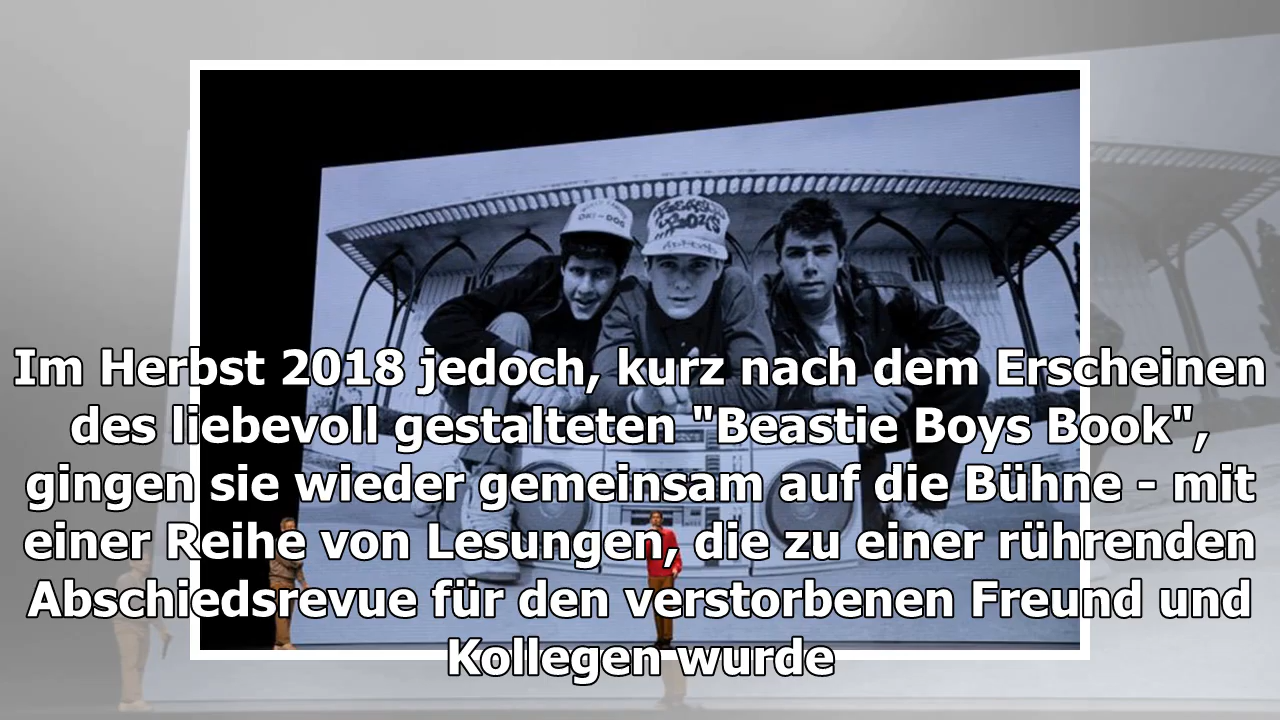 OKI-DOG
Im Herbst 2018 jedoch, kurz nach dem Erscheinen
des liebevoll gestalteten "Beastie Boys Book",
gingen sie wieder gemeinsam auf die Bühne - mit
einer Reihe von Lesungen, die zu einer rührenden
Abschiedsrevue für den verstorbenen Freund und
Kollegen wurde